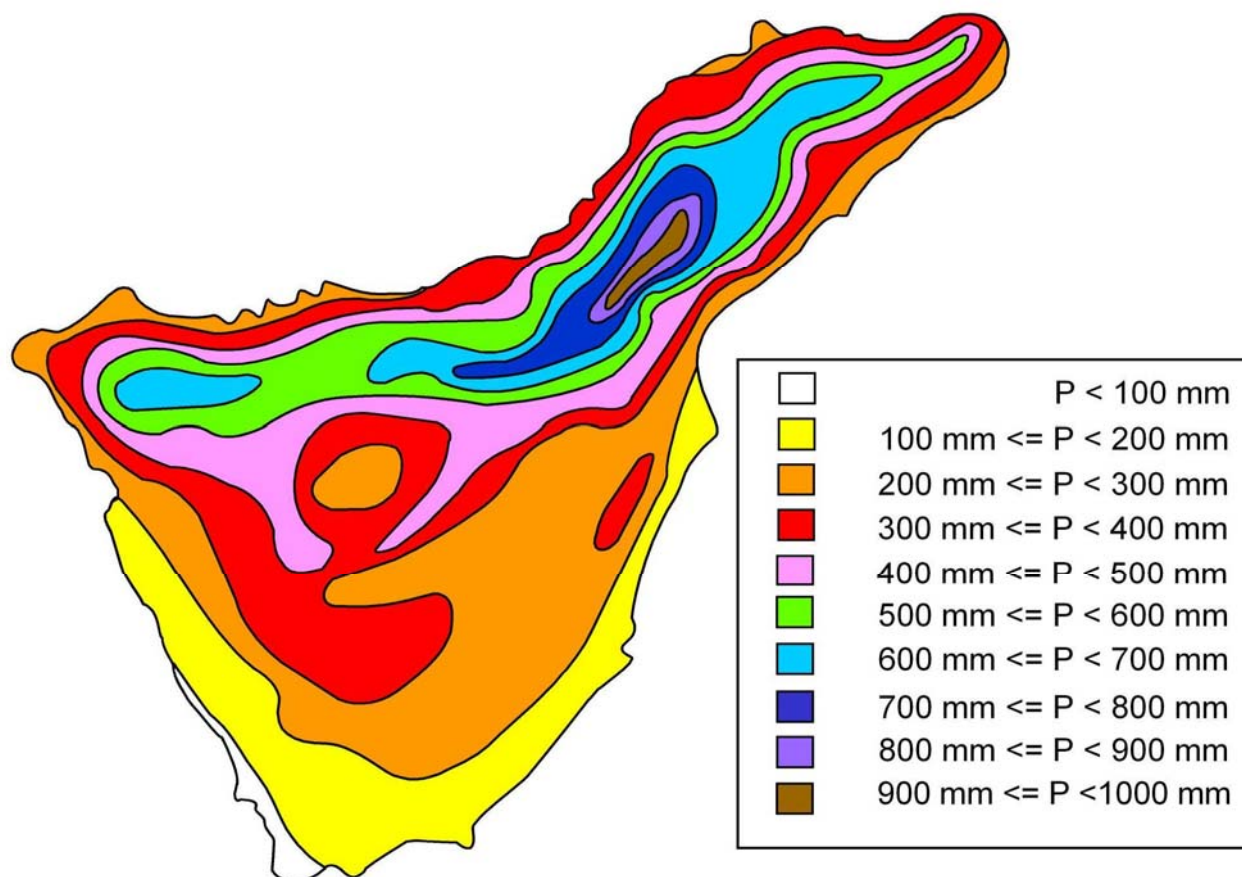 P < 100 mm
100 mm <= P < 200 mm
200 mm <= P < 300 mm
300 mm <= P < 400 mm
400 mm <= P < 500 mm
500 mm <= P < 600 mm
600 mm <= P < 700 mm
700 mm <= P < 800 mm
800 mm <= P < 900 mm
900 mm <= P <1000 mm